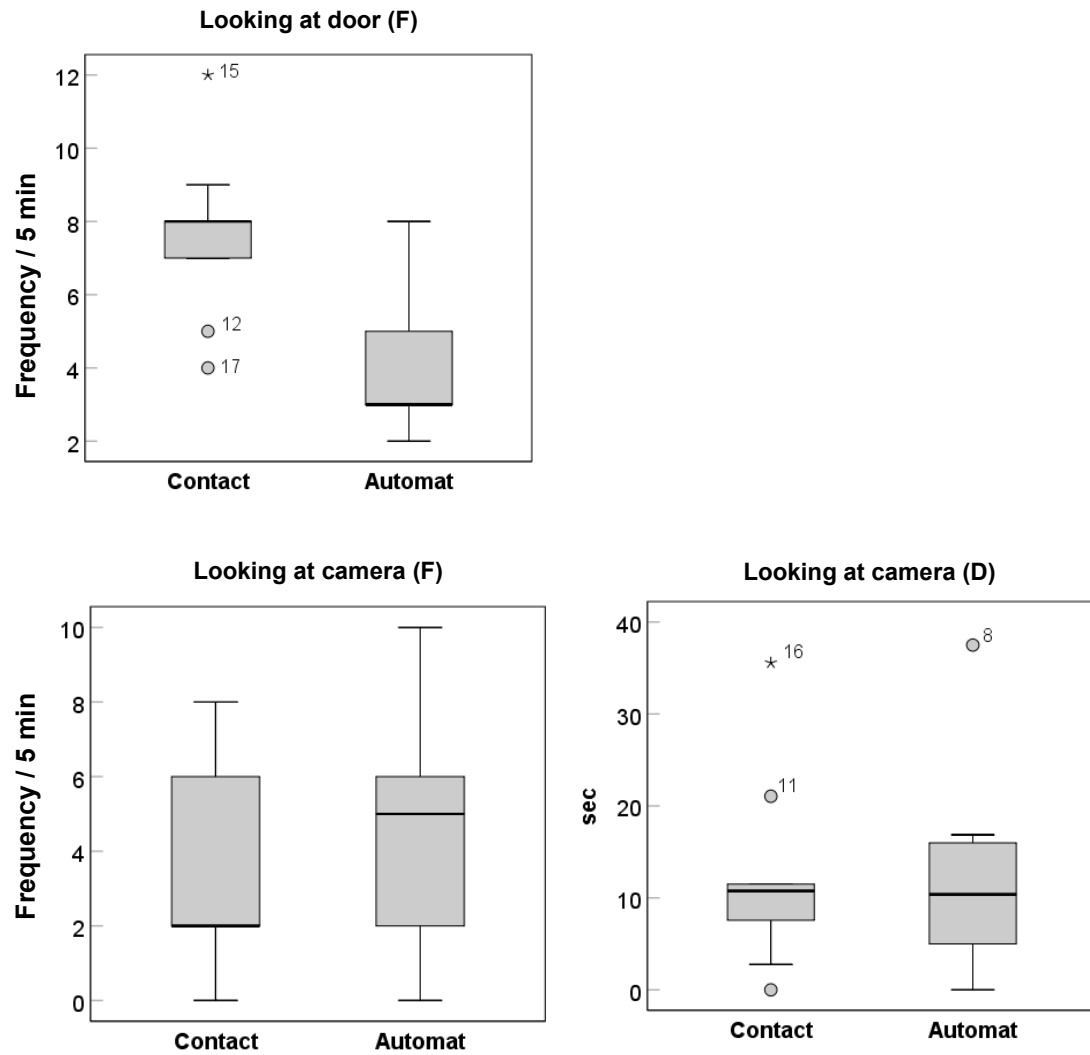 Looking at door (F)
Frequency / 5 min
12
10
8
6
4
2
15
12
17
Contact Automat
Looking at camera (F)
Frequency / 5 min
10
8
6
4
2
0
Contact Automat
Looking at camera (D)
sec
40
30
20
10
0
16
8
11
Contact Automat